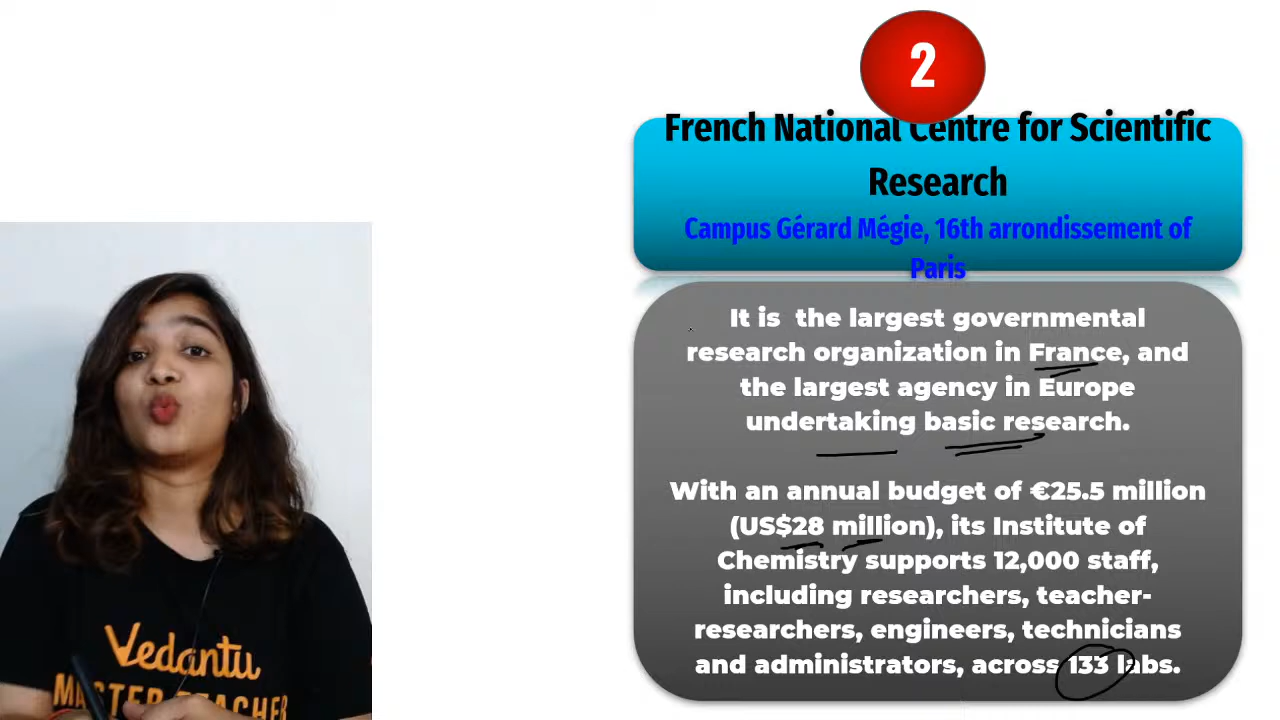 2
French National Centre for Scientific
Research
Campus Gérard Mégie, 16th arrondissement of
Paris
It is the largest governmental
research organization in France, and
the largest agency in Europe
undertaking basic research.
With an annual budget of €25.5 million
(US$28 million), its Institute of
Chemistry supports 12,000 staff,
including researchers, teacher-
researchers, engineers, technicians
and administrators, across 133 labs.
Vedantu
MASTER TEACHER